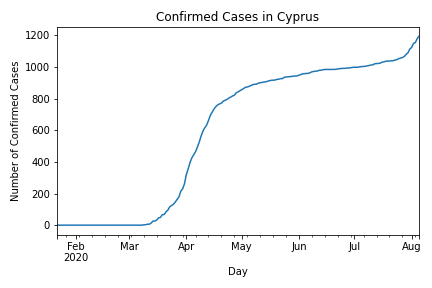 Confirmed Cases in Cyprus
Number of Confirmed Cases
1200
1000
800
600
400
200
0
Feb Mar Apr May Jun Jul Aug
2020
Day